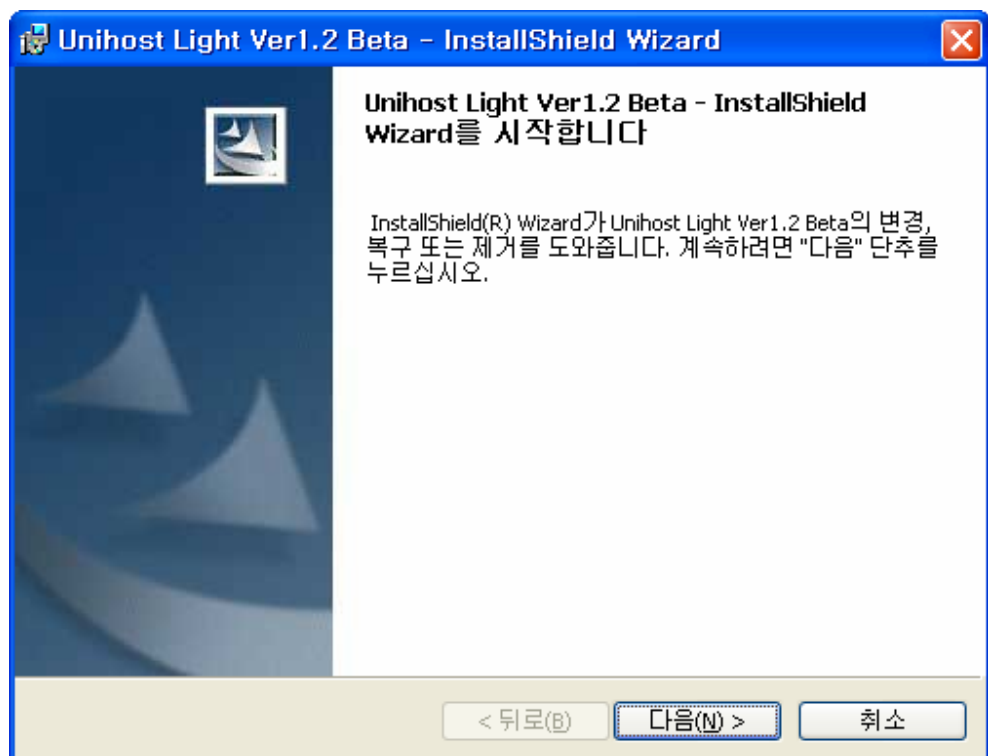 Unihost Light Ver1.2 Beta - InstallShield Wizard
Unihost Light Ver1.2 Beta - InstallShield
Wizard를 시작합니다
InstallShield(R) Wizard가 Unihost Light Ver1.2 Beta의 변경,
복구 또는 제거를 도와줍니다. 계속하려면 "다음" 단추를
누르십시오.
< 뒤로(B) 다음(N) > 취소